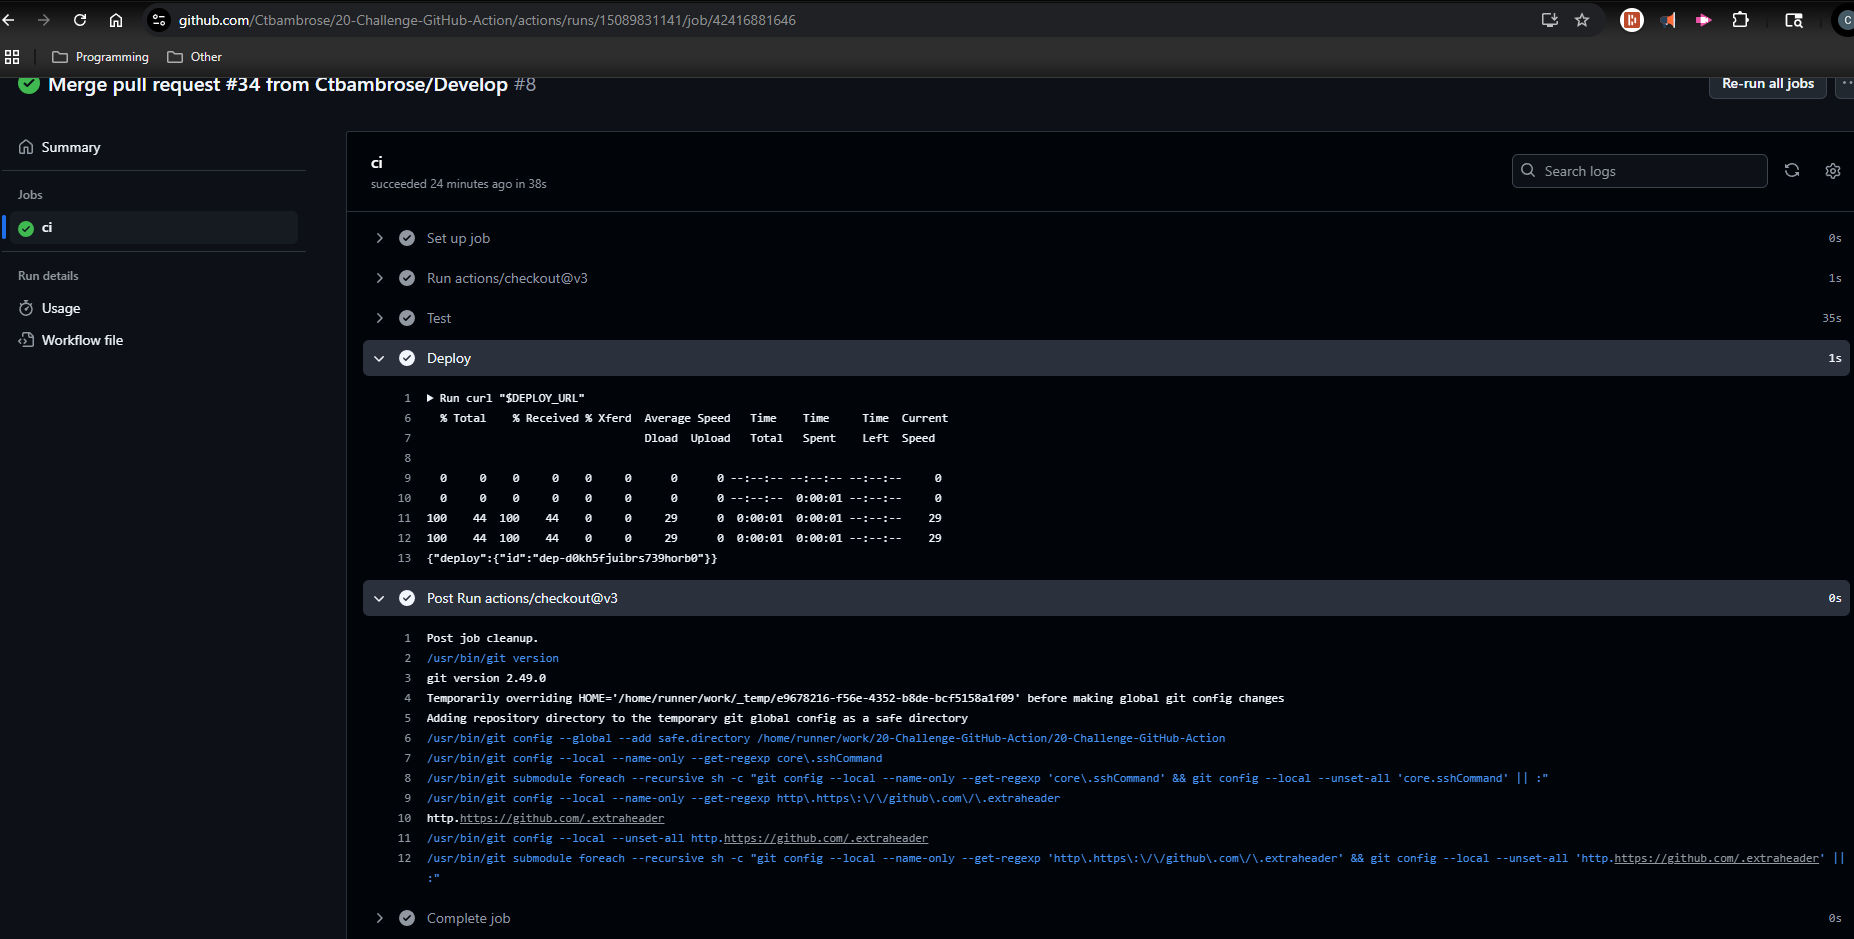 github.com/Ctbambrose/20-Challenge-GitHub-Action/actions/runs/15089831141/job/42416881646
C
Programming
Other
Merge pull request #34 from Ctbambrose/Develop #8
Re-run all jobs
Summary
Jobs
ci
Run details
Usage
Workflow file
ci
succeeded 24 minutes ago in 38s
Search logs
Set up job 0s
Run actions/checkout@v3 1s
Test 35s
Deploy 1s
1 Run curl "$DEPLOY_URL"
6 % Total % Received % Xferd Average Speed Time Time Time Current
7 Dload Upload Total Spent Left Speed
8
9 0 0 0 0 0 0 0 0 --:--:-- --:--:-- --:--:-- 0
10 0 0 0 0 0 0 0 0 --:--:-- 0:00:01 --:--:-- 0
11 100 44 100 44 0 0 29 0 0:00:01 0:00:01 --:--:-- 29
12 100 44 100 44 0 0 29 0 0:00:01 0:00:01 --:--:-- 29
13 {"deploy":{"id":"dep-d0kh5fjuibrs739horb0"}}
Post Run actions/checkout@v3 0s
1 Post job cleanup.
2 /usr/bin/git version
3 git version 2.49.0
4 Temporarily overriding HOME='/home/runner/work/_temp/e9678216-f56e-4352-b8de-bcf5158a1f09' before making global git config changes
5 Adding repository directory to the temporary git global config as a safe directory
6 /usr/bin/git config --global --add safe.directory /home/runner/work/20-Challenge-GitHub-Action/20-Challenge-GitHub-Action
7 /usr/bin/git config --local --name-only --get-regexp core\.sshCommand
8 /usr/bin/git submodule foreach --recursive sh -c "git config --local --name-only --get-regexp 'core\.sshCommand' && git config --local --unset-all 'core.sshCommand' || :"
9 /usr/bin/git config --local --name-only --get-regexp http\.https\:\/\/github\.com\/\.extraheader
10 http.https://github.com/.extraheader
11 /usr/bin/git config --local --unset-all http.https://github.com/.extraheader
12 /usr/bin/git submodule foreach --recursive sh -c "git config --local --name-only --get-regexp 'http\.https\:\/\/github\.com\/\.extraheader' && git config --local --unset-all 'http.https://github.com/.extraheader' ||
:"
Complete job 0s